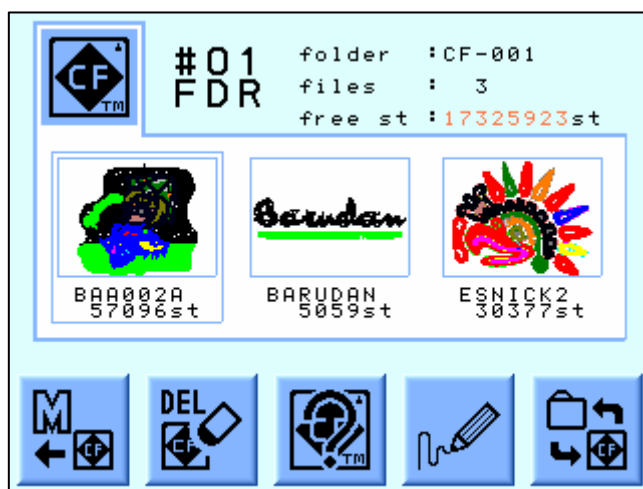 CF
TM
#01
FDR
folder :CF-001
files : 3
free st :17325923st
Barudan
BAA002A
57096st
BARUDAN
5059st
ESNICK2
30377st
M
CF
DEL
CF
CF
TM
CF